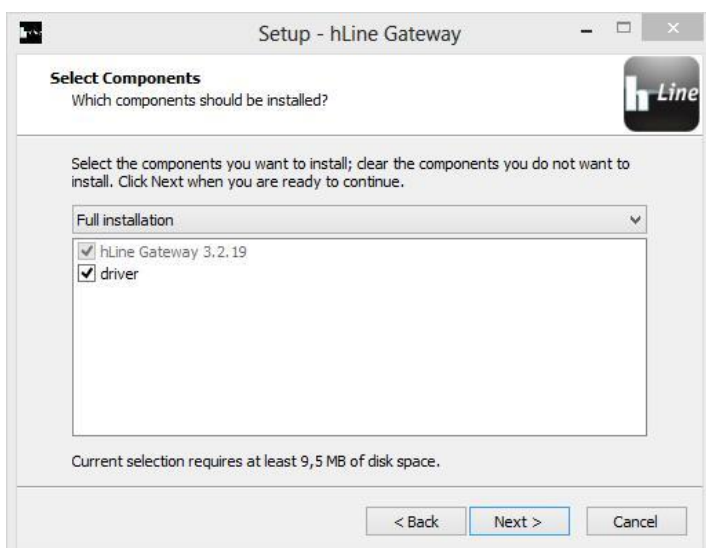 Setup - hLine Gateway
Select Components
Which components should be installed?
h Line
Select the components you want to install; clear the components you do not want to
install. Click Next when you are ready to continue.
Full installation
hLine Gateway 3.2.19
driver
Current selection requires at least 9,5 MB of disk space.
< Back
Next >
Cancel